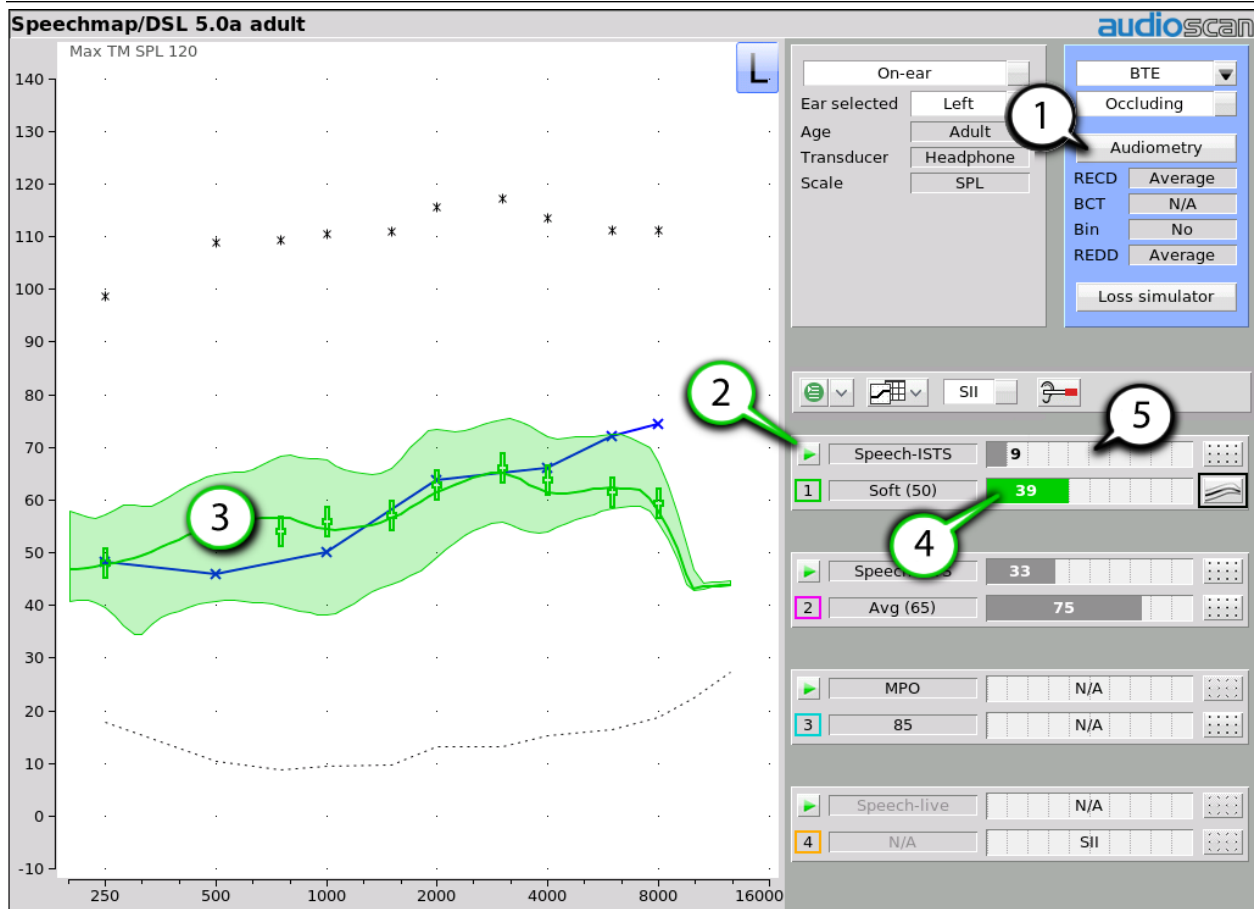 Speechmap/DSL 5.0a adult
audioscan
Max TM SPL 120
L
140
130
120
110
100
90
80
70
60
50
40
30
20
10
0
-10
250 500 1000 2000 4000 8000 16000
3
On-ear
Ear selected Left
Age Adult
Transducer Headphone
Scale SPL
1
BTE
Occluding
Audiometry
RECD Average
BCT N/A
Bin No
REDD Average
Loss simulator
SII
2
5
Speech-ISTS 9
1 Soft (50) 39
4
33
2 Avg (65) 75
MPO N/A
3 85 N/A
Speech-live N/A
4 N/A SII